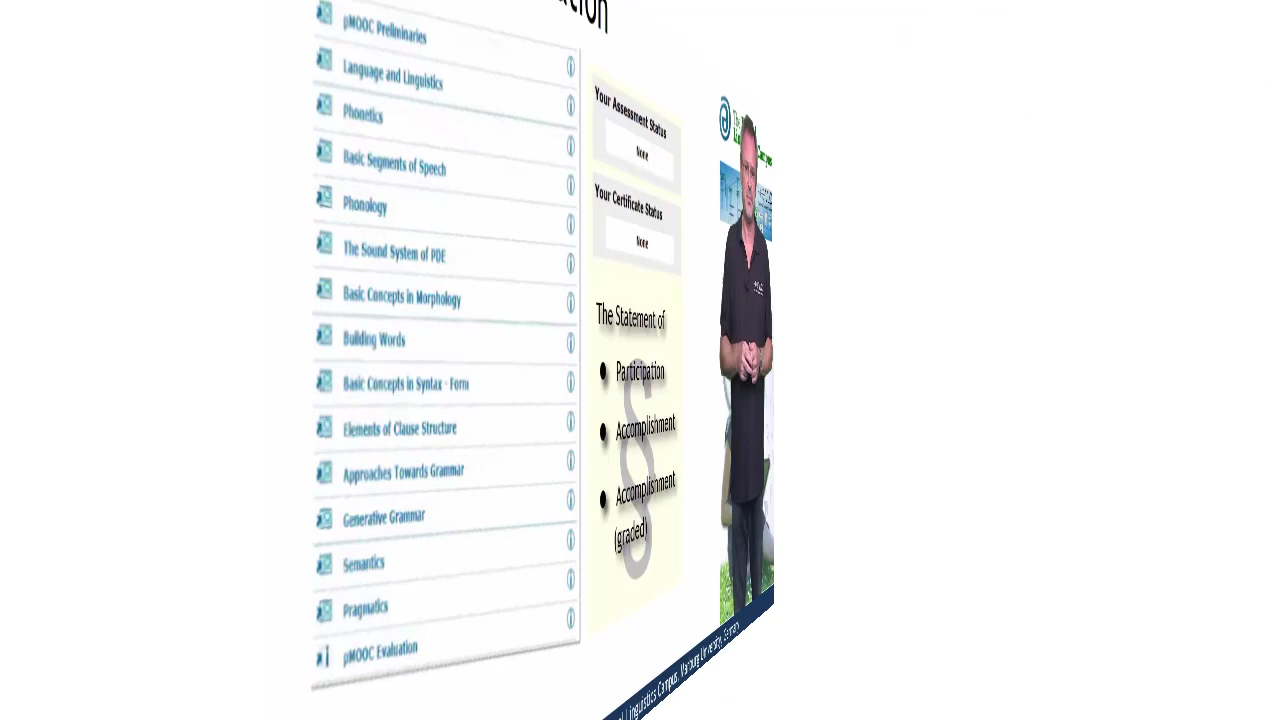 pMOOC Preliminaries
Language and Linguistics
Phonetics
Basic Segments of Speech
Phonology
The Sound System of PDE
Basic Concepts in Morphology
Building Words
Basic Concepts in Syntax - Form
Elements of Clause Structure
Approaches Towards Grammar
Generative Grammar
Semantics
Pragmatics
pMOOC Evaluation
Your Assessment Status
None
Your Certificate Status
None
The Statement of
• Participation
• Accomplishment
• Accomplishment
(graded)
§
The
Linguistics Campus, Marburg University, Germany